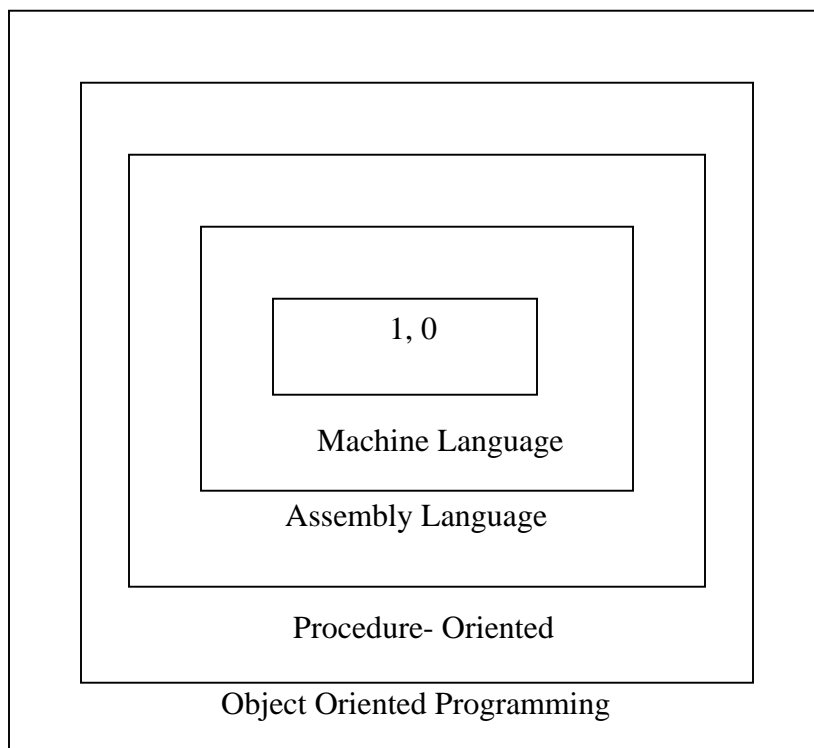 1, 0
Machine Language
Assembly Language
Procedure- Oriented
Object Oriented Programming